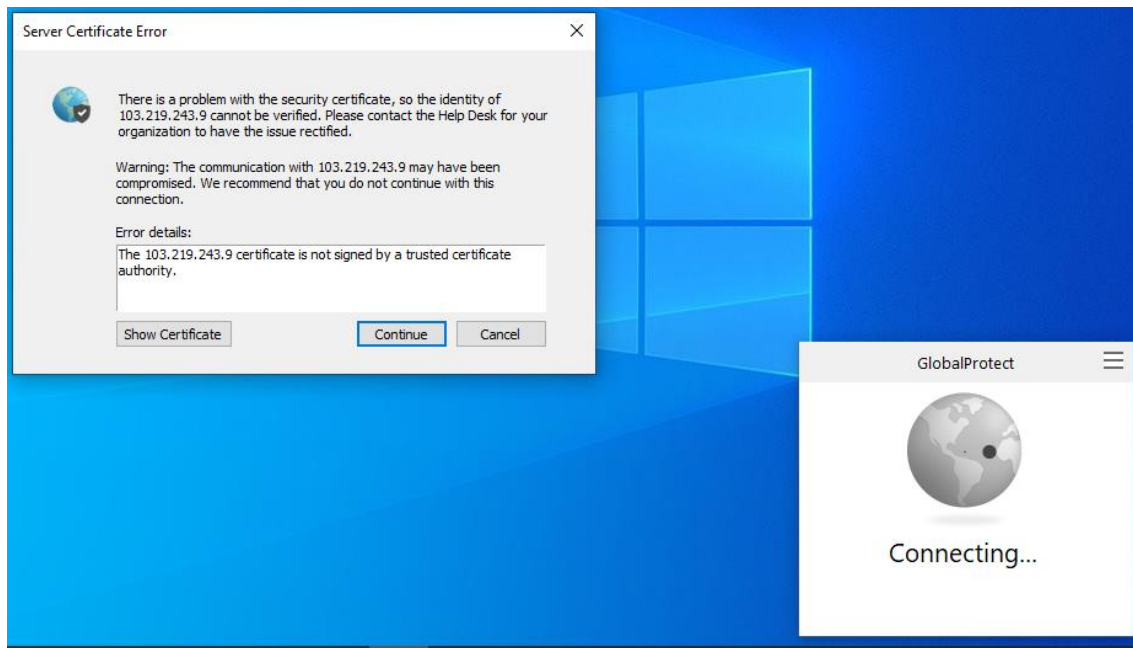 Server Certificate Error
There is a problem with the security certificate, so the identity of
103.219.243.9 cannot be verified. Please contact the Help Desk for your
organization to have the issue rectified.
Warning: The communication with 103.219.243.9 may have been
compromised. We recommend that you do not continue with this
connection.
Error details:
The 103.219.243.9 certificate is not signed by a trusted certificate
authority.
Show Certificate
Continue
Cancel
GlobalProtect
Connecting...